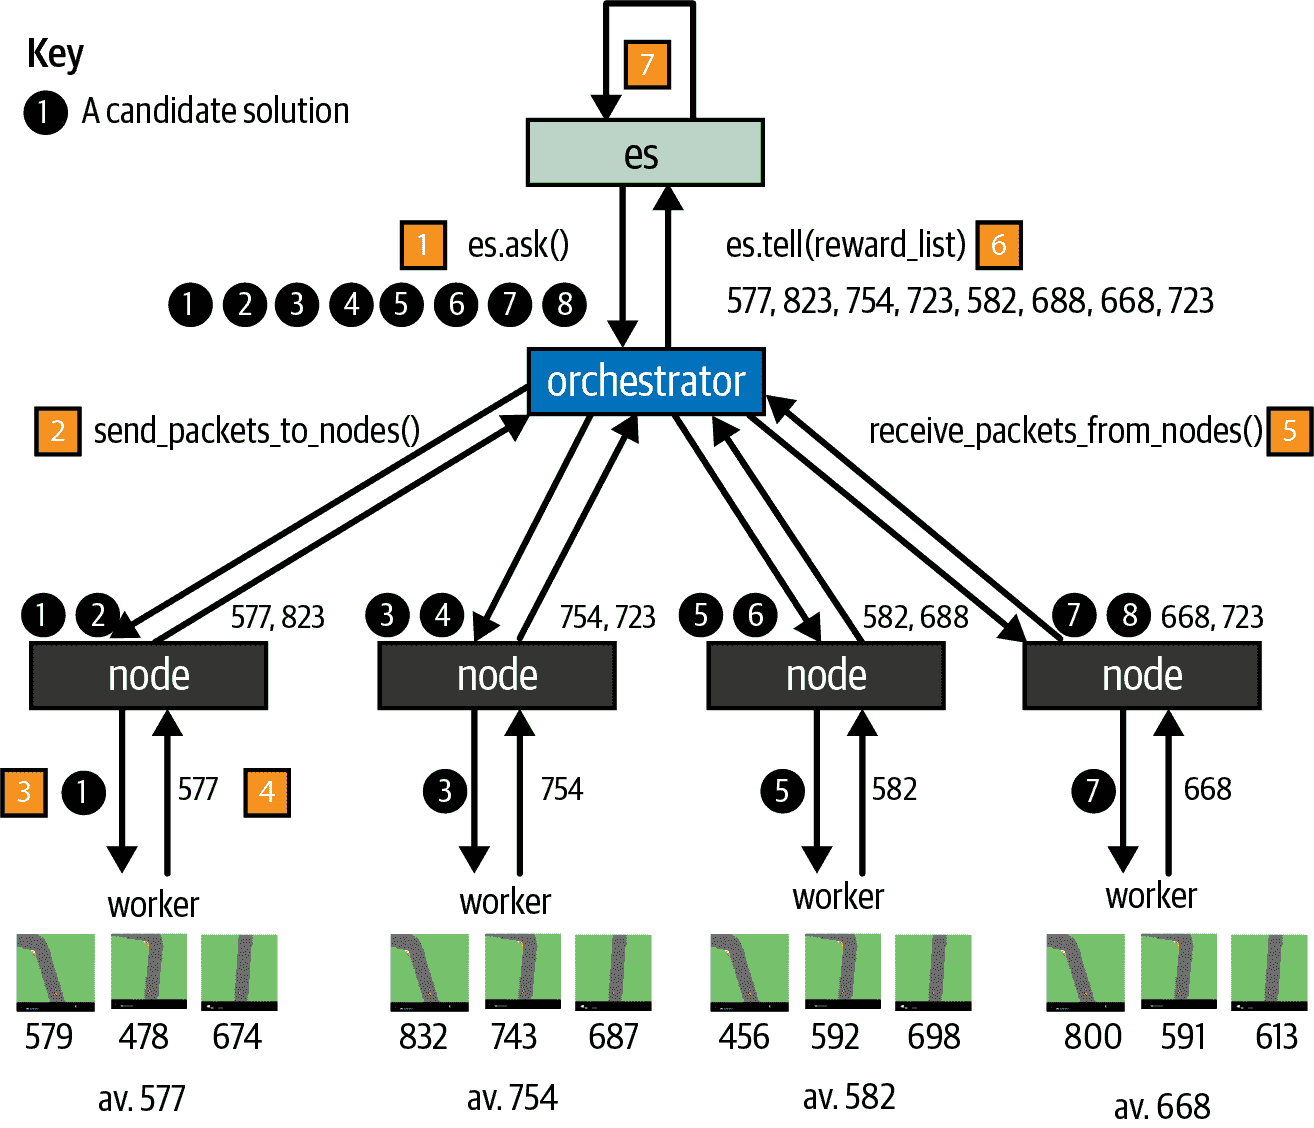 Key
1 A candidate solution
7
es
1 es.ask()
es.tell(reward_list) 6
1 2 3 4 5 6 7 8
577, 823, 754, 723, 582, 688, 668, 723
orchestrator
2 send_packets_to_nodes()
receive_packets_from_nodes() 5
1 2 577, 823
3 4 754, 723
5 6 582, 688
7 8 668, 723
node
node
node
node
3 1 577 4
3 754
5 582
7 668
worker
worker
worker
worker
579 478 674
832 743 687
456 592 698
800 591 613
av. 577
av. 754
av. 582
av. 668